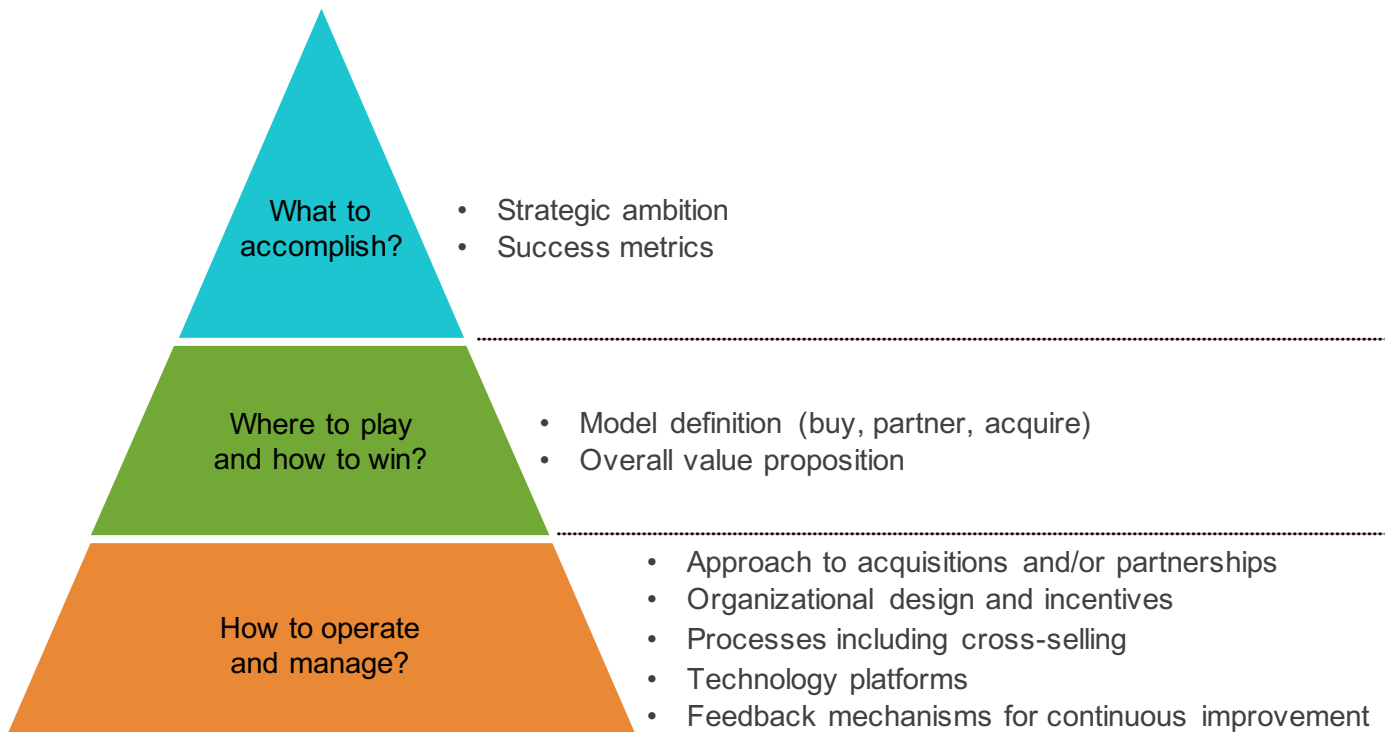 What to
accomplish?
• Strategic ambition
• Success metrics
Where to play
and how to win?
• Model definition (buy, partner, acquire)
• Overall value proposition
How to operate
and manage?
• Approach to acquisitions and/or partnerships
• Organizational design and incentives
• Processes including cross-selling
• Technology platforms
• Feedback mechanisms for continuous improvement